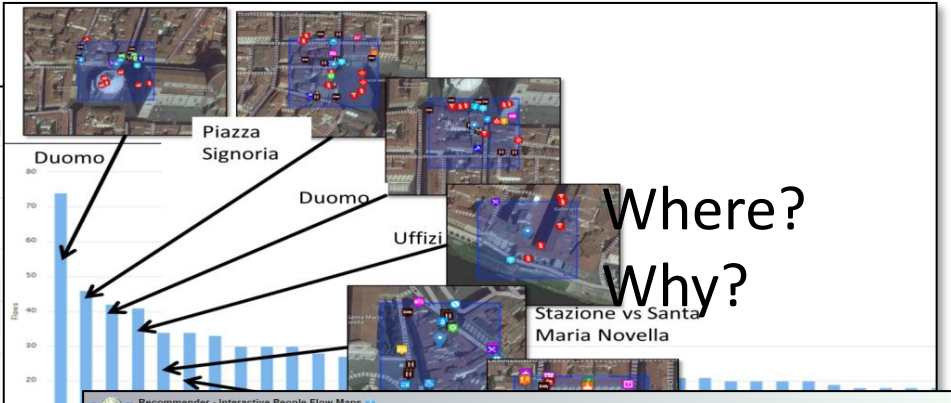 Piazza
Signoria
Duomo
80
Duomo
70
Where?
60
Uffizi
50
Why?
Flows
40
Stazione vs Santa
Maria Novella
30
20
Recommender - Interactive People Flow Maps